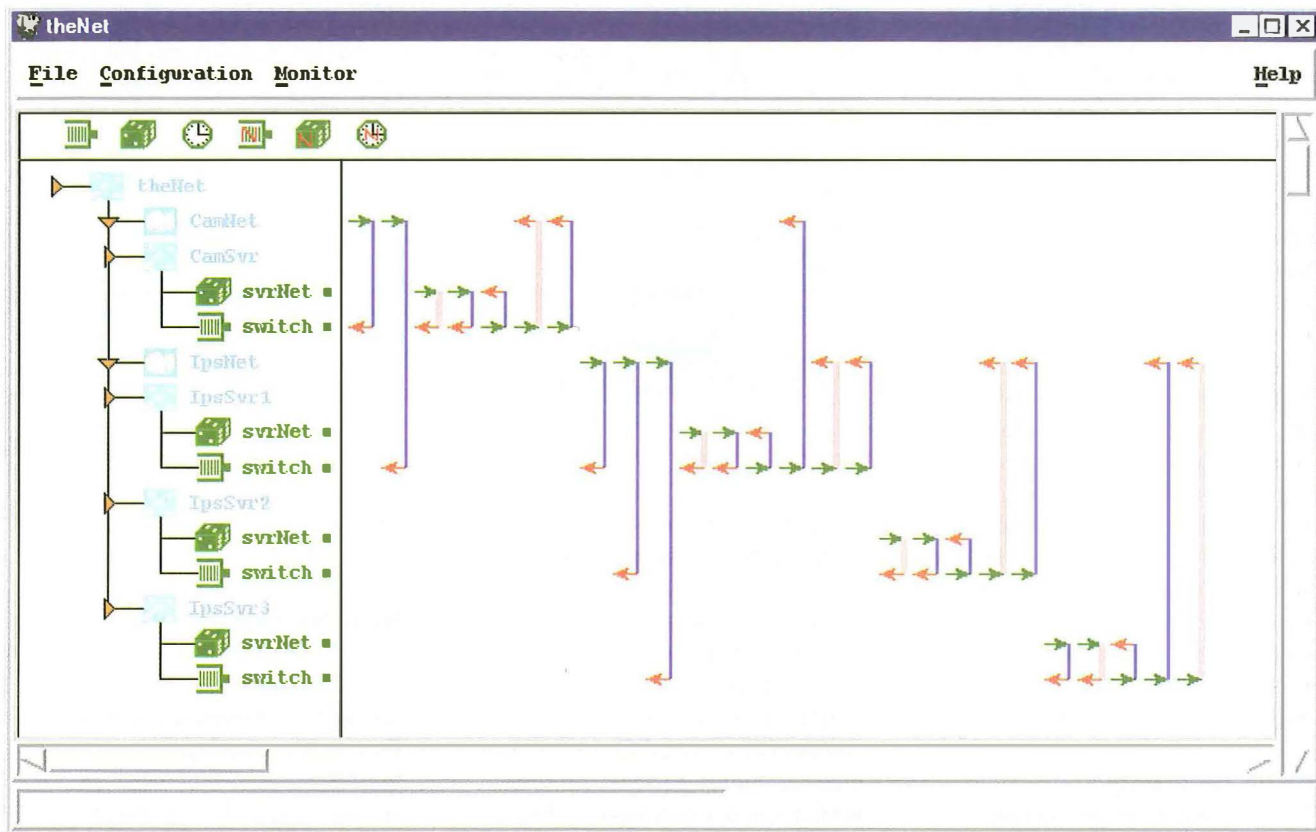 theNet
File Configuration Monitor Help
theNet
CamNet
CamSvr
svrNet
switch
IpsNet
IpsSvr1
svrNet
switch
IpsSvr2
svrNet
switch
IpsSvr3
svrNet
switch